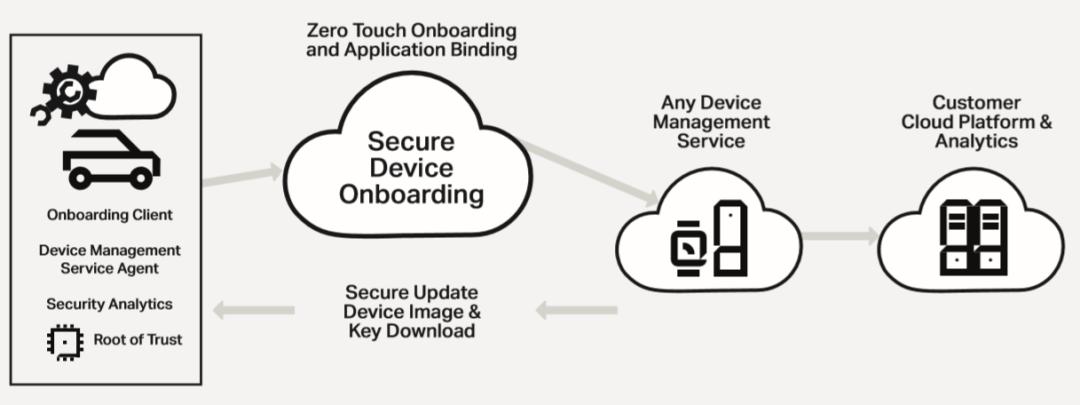 Zero Touch Onboarding
and Application Binding
Secure
Device
Onboarding
Any Device
Management
Service
Customer
Cloud Platform &
Analytics
Onboarding Client
Device Management
Service Agent
Security Analytics
Root of Trust
Secure Update
Device Image &
Key Download